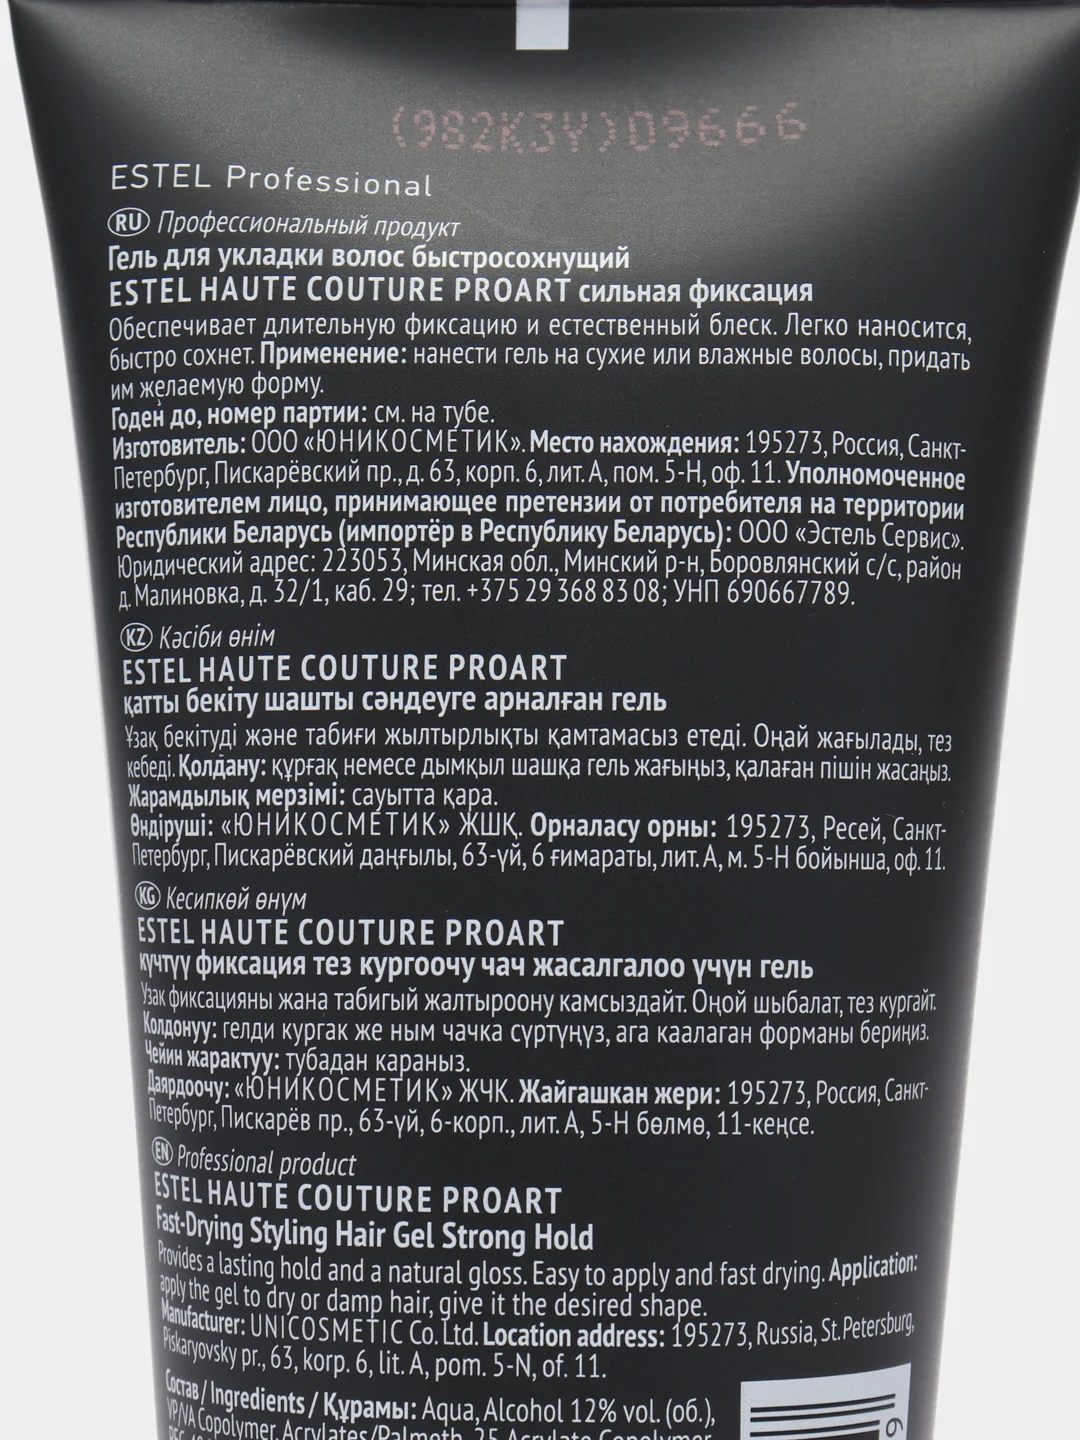 (982K3Y)09666
ESTEL Professional
RU Профессиональный продукт
Гель для укладки волос быстросохнущий
ESTEL HAUTE COUTURE PROART сильная фиксация
Обеспечивает длительную фиксацию и естественный блеск. Легко наносится,
быстро сохнет. Применение: нанести гель на сухие или влажные волосы, придать
им желаемую форму.
Годен до, номер партии: см. на тубе.
Изготовитель: ООО «ЮНИКОСМЕТИК». Место нахождения: 195273, Россия, Санкт-
Петербург, Пискарёвский пр., д. 63, корп. 6, лит. А, пом. 5-Н, оф. 11. Уполномоченное
изготовителем лицо, принимающее претензии от потребителя на территории
Республики Беларусь (импортёр в Республику Беларусь): ООО «Эстель Сервис».
Юридический адрес: 223053, Минская обл., Минский р-н, Боровлянский с/с, район
д. Малиновка, д. 32/1, каб. 29; тел. +375 29 368 83 08; УНП 690667789.
KZ Кәсіби өнім
ESTEL HAUTE COUTURE PROART
қатты бекіту шашты сәндеуге арналған гель
Ұзақ бекітуді және табиғи жылтырлықты қамтамасыз етеді. Оңай жағылады, тез
кебеді. Қолдану: құрғақ немесе дымқыл шашқа гель жағыңыз, қалаған пішін жасаңыз.
Жарамдылық мерзімі: сауытта қара.
Өндіруші: «ЮНИКОСМЕТИК» ЖШҚ. Орналасу орны: 195273, Ресей, Санкт-
Петербург, Пискарёвский даңғылы, 63-үй, 6 ғимараты, лит. А, м. 5-Н бойынша, оф. 11.
KG Кесипкөй өнүм
ESTEL HAUTE COUTURE PROART
күчтүү фиксация тез кургоочу чач жасалгалоо үчүн гель
Узак фиксацияны жана табигый жалтыроону камсыздайт. Оңой шыбалат, тез кургайт.
Колдонуу: гелди кургак же ным чачка сүртүңүз, ага каалаган форманы бериңиз.
Чейин жарактуу: тубадан караныз.
Даярдоочу: «ЮНИКОСМЕТИК» ЖЧК. Жайгашкан жери: 195273, Россия, Санкт-
Петербург, Пискарёв пр., 63-үй, 6-корп., лит. А, 5-Н бөлмө, 11-кеңсе.
EN Professional product
ESTEL HAUTE COUTURE PROART
Fast-Drying Styling Hair Gel Strong Hold
Provides a lasting hold and a natural gloss. Easy to apply and fast drying. Application:
apply the gel to dry or damp hair, give it the desired shape.
Manufacturer: UNICOSMETIC Co. Ltd. Location address: 195273, Russia, St. Petersburg,
Piskaryovsky pr., 63, korp. 6, lit. A, pom. 5-N, of. 11.
Состав / Ingredients / Құрамы: Aqua, Alcohol 12% vol. (об.),
VP/VA Copolymer, Acrylates/Palmeth-25 Acrylate Copolymer,